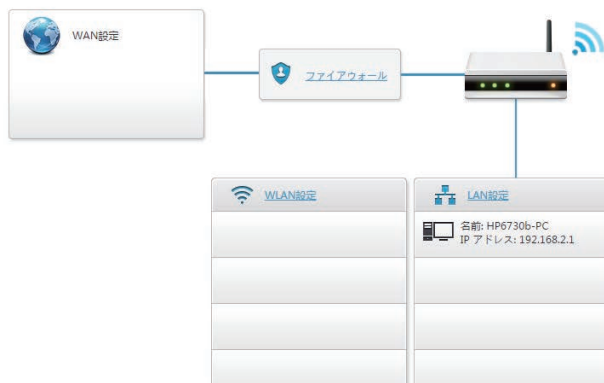 WAN設定
ファイアウォール
WLAN設定
LAN設定
名前: HP6730b-PC
IP アドレス: 192.168.2.1